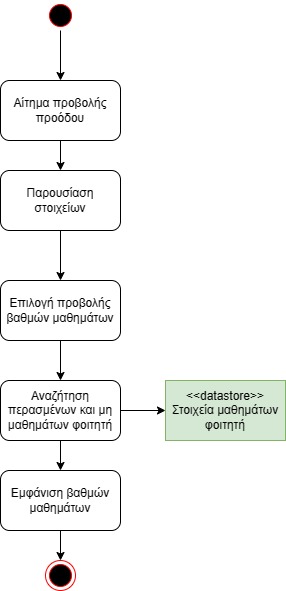 Αίτημα προβολής
προόδου
Παρουσίαση
στοιχείων
Επιλογή προβολής
βαθμών μαθημάτων
Αναζήτηση
περασμένων και μη
μαθημάτων φοιτητή
<<datastore>>
Στοιχεία μαθημάτων
φοιτητή
Εμφάνιση βαθμών
μαθημάτων